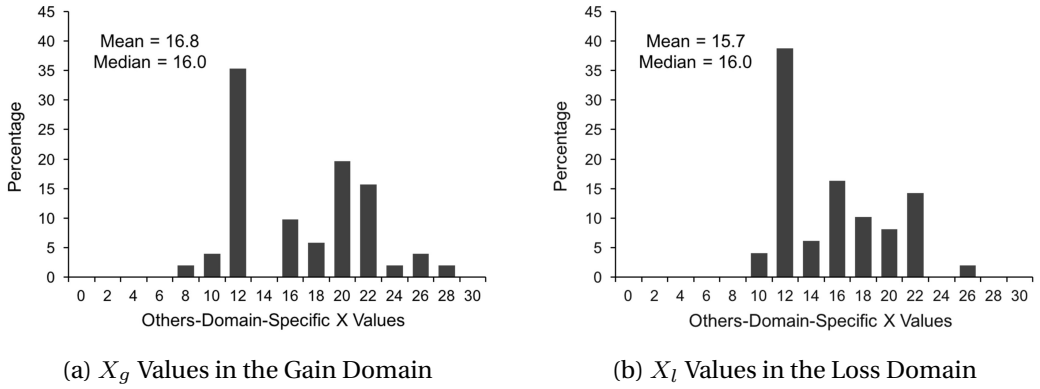 45
40
35
30
25
20
15
10
5
0
Percentage
Mean = 16.8
Median = 16.0
0 2 4 6 8 10 12 14 16 18 20 22 24 26 28 30
Others-Domain-Specific X Values
(a) X_g Values in the Gain Domain
45
40
35
30
25
20
15
10
5
0
Percentage
Mean = 15.7
Median = 16.0
0 2 4 6 8 10 12 14 16 18 20 22 24 26 28 30
Others-Domain-Specific X Values
(b) X_l Values in the Loss Domain